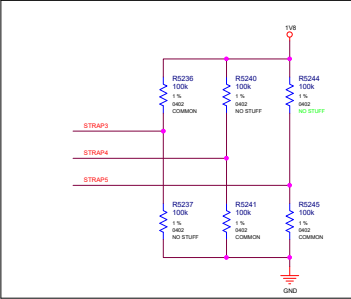 1V8
R5236
100k
1 %
0402
COMMON
R5240
100k
1 %
0402
NO STUFF
R5244
100k
1 %
0402
NO STUFF
STRAP3
STRAP4
STRAP5
R5237
100k
1 %
0402
NO STUFF
R5241
100k
1 %
0402
COMMON
R5245
100k
1 %
0402
COMMON
GND